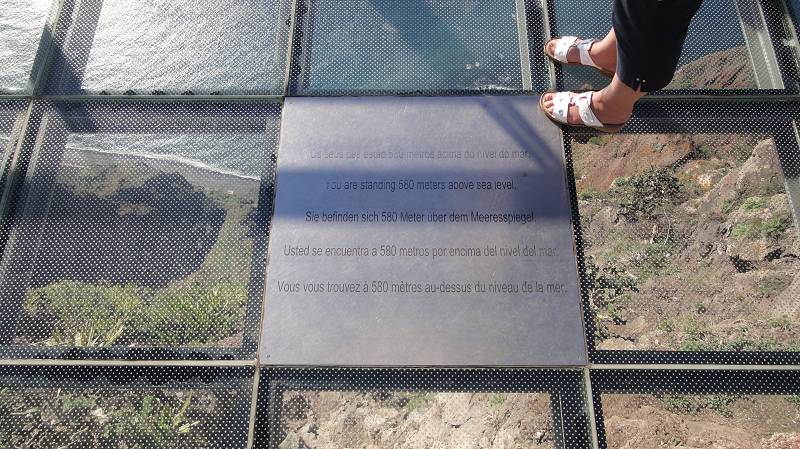 Os seus pés estão 580 metros acima do nível do mar.
You are standing 580 meters above sea level.
Sie befinden sich 580 Meter über dem Meeresspiegel.
Usted se encuentra a 580 metros por encima del nivel del mar.
Vous vous trouvez à 580 mètres au-dessus du niveau de la mer.